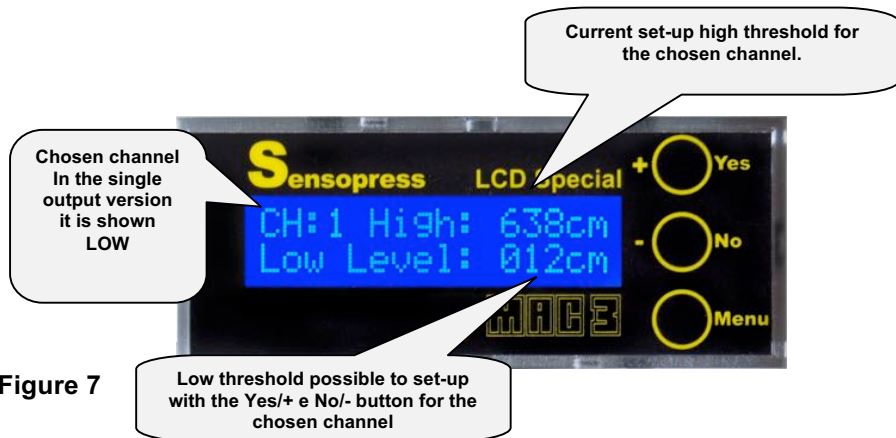 Current set-up high threshold for
the chosen channel.
Chosen channel
In the single
output version
it is shown
LOW
Sensopress
LCD Special
+ Yes
CH:1 High: 638cm
Low Level: 012cm
- No
MAC 3
Menu
Figure 7
Low threshold possible to set-up
with the Yes/+ e No/- button for the
chosen channel